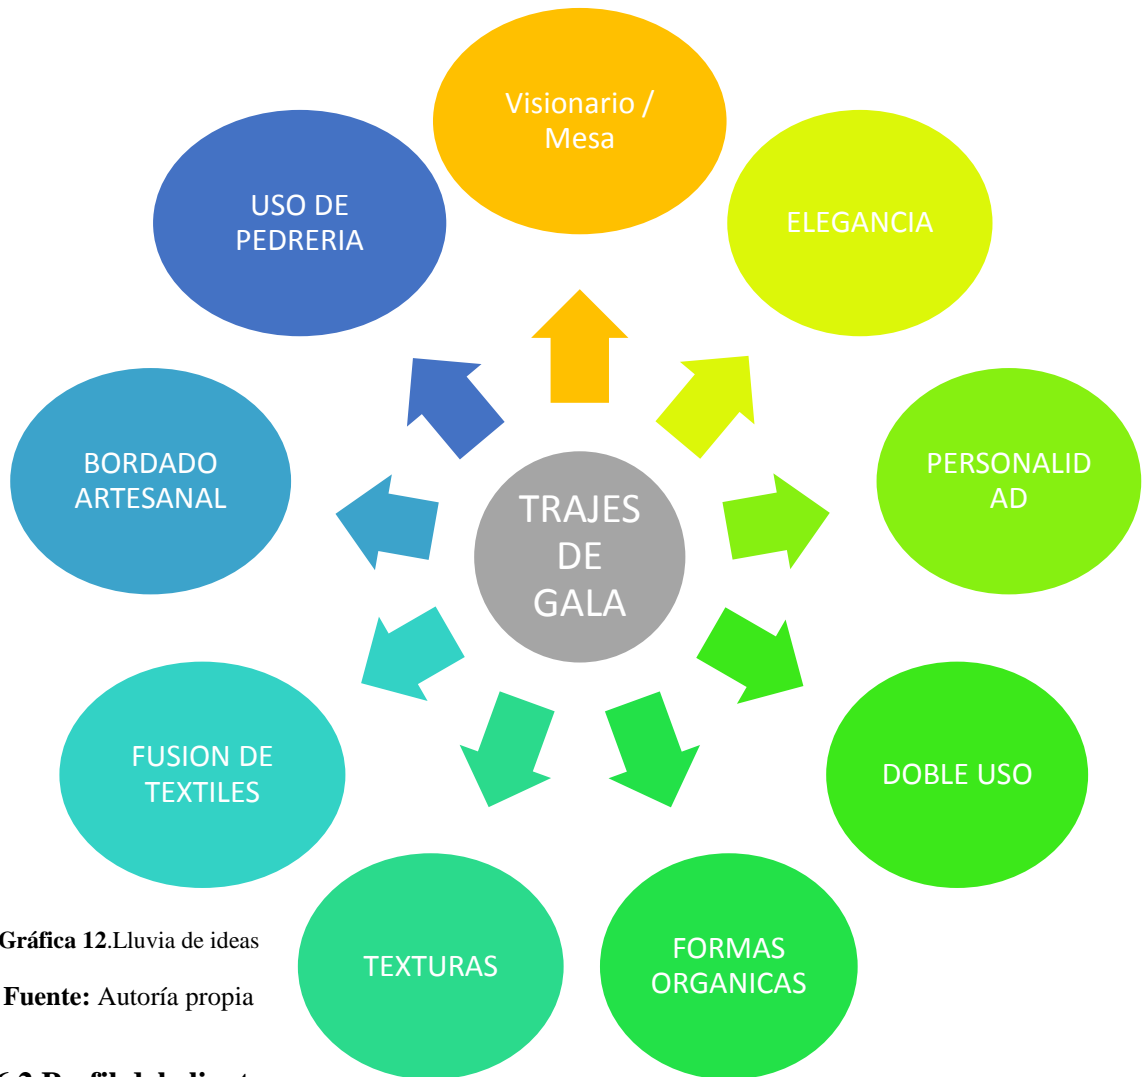 Visionario /
Mesa
ELEGANCIA
PERSONALID
AD
DOBLE USO
FORMAS
ORGANICAS
TEXTURAS
FUSION DE
TEXTILES
BORDADO
ARTESANAL
USO DE
PEDRERIA
TRAJES
DE
GALA
Gráfica 12.Lluvia de ideas
Fuente: Autoría propia